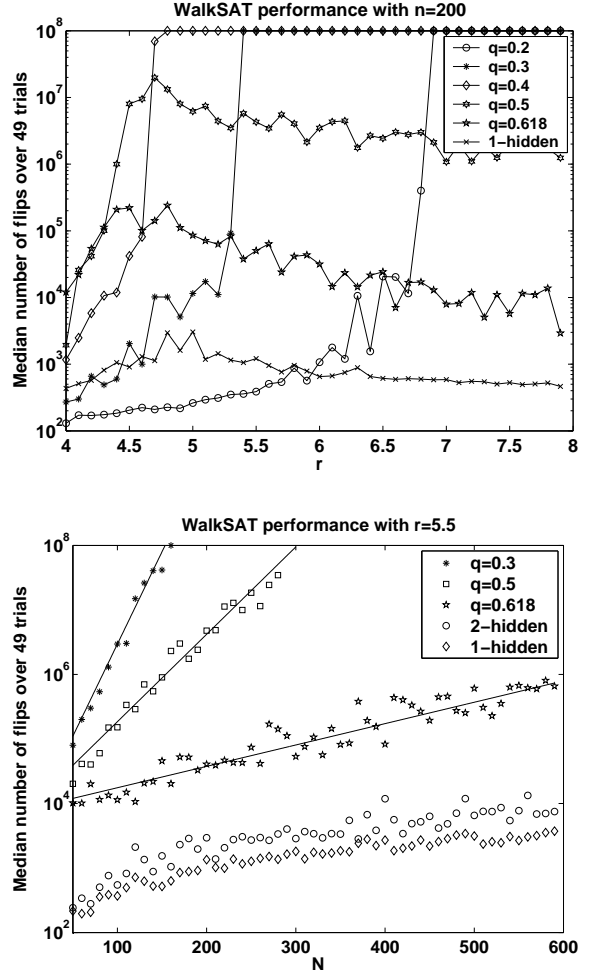 WalkSAT performance with n=200
Median number of flips over 49 trials
10^8
10^7
10^6
10^5
10^4
10^3
10^2
4
4.5
5
5.5
6
6.5
7
7.5
8
r
q=0.2
q=0.3
q=0.4
q=0.5
q=0.618
1−hidden
WalkSAT performance with r=5.5
Median number of flips over 49 trials
10^8
10^6
10^4
10^2
100
200
300
400
500
600
N
q=0.3
q=0.5
q=0.618
2−hidden
1−hidden